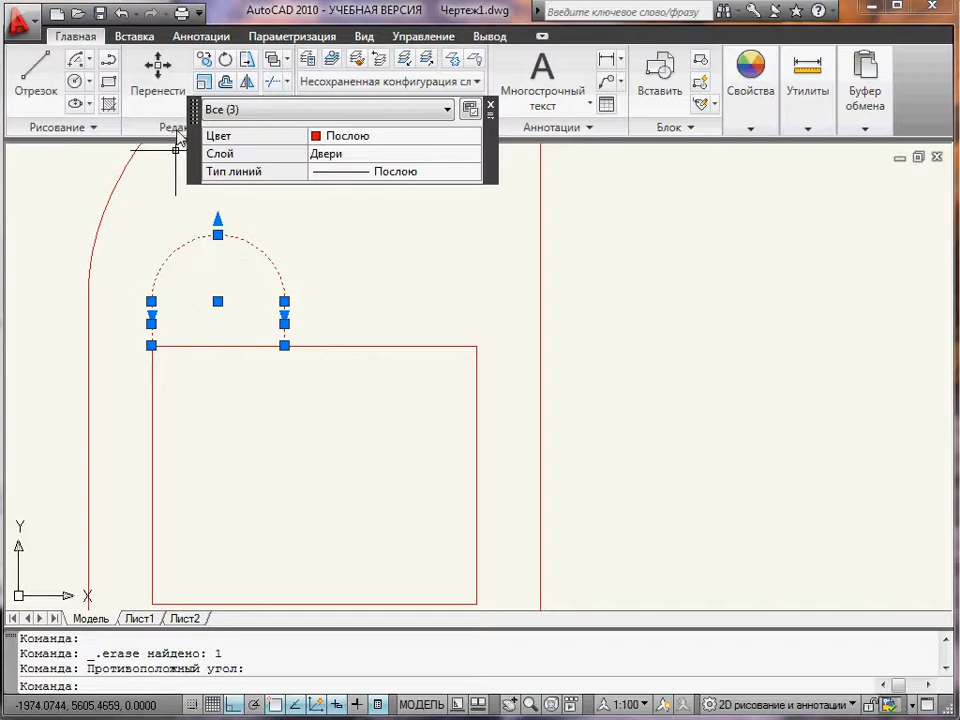 AutoCAD 2010 - УЧЕБНАЯ ВЕРСИЯ Чертеж1.dwg
Введите ключевое слово/фразу
Главная Вставка Аннотации Параметризация Вид Управление Вывод
Отрезок
Перенести
Несохраненная конфигурация сл
Многострочный
текст
Вставить
Свойства
Утилиты
Буфер
обмена
Рисование
Редак
Аннотации
Блок
Все (3)
Цвет Послою
Слой Двери
Тип линий Послою
Y
X
Модель Лист1 Лист2
Команда:
Команда: _.erase найдено: 1
Команда: Противоположный угол:
Команда:
-1974.0744, 5605.4659, 0.0000
МОДЕЛЬ
1:100
2D рисование и аннотации